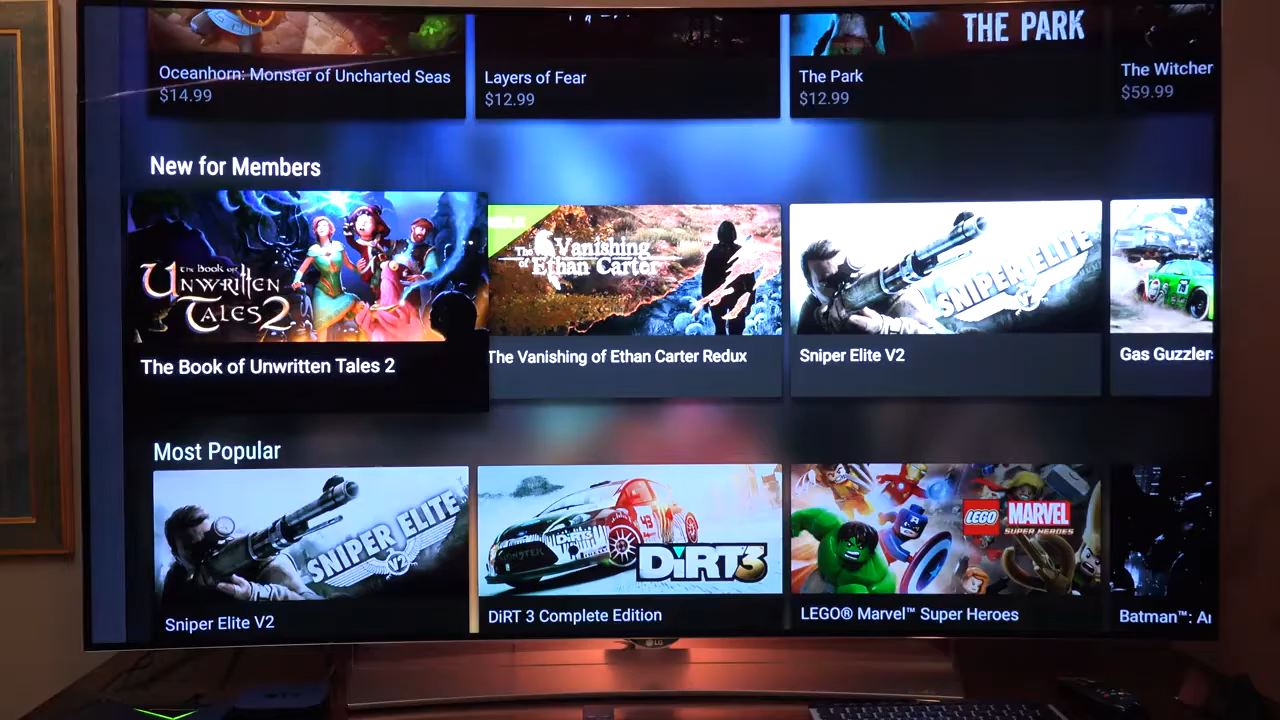 THE PARK
Oceanhorn: Monster of Uncharted Seas
$14.99
Layers of Fear
$12.99
The Park
$12.99
The Witcher
$59.99
New for Members
The Book of
Unwritten
Tales 2
The Vanishing
of Ethan Carter
SNIPER ELITE
V2
The Book of Unwritten Tales 2
The Vanishing of Ethan Carter Redux
Sniper Elite V2
Gas Guzzlers
Most Popular
SNIPER ELITE
V2
DiRT3
LEGO MARVEL
SUPER HEROES
Sniper Elite V2
DiRT 3 Complete Edition
LEGO® Marvel™ Super Heroes
Batman™: Ar
LG